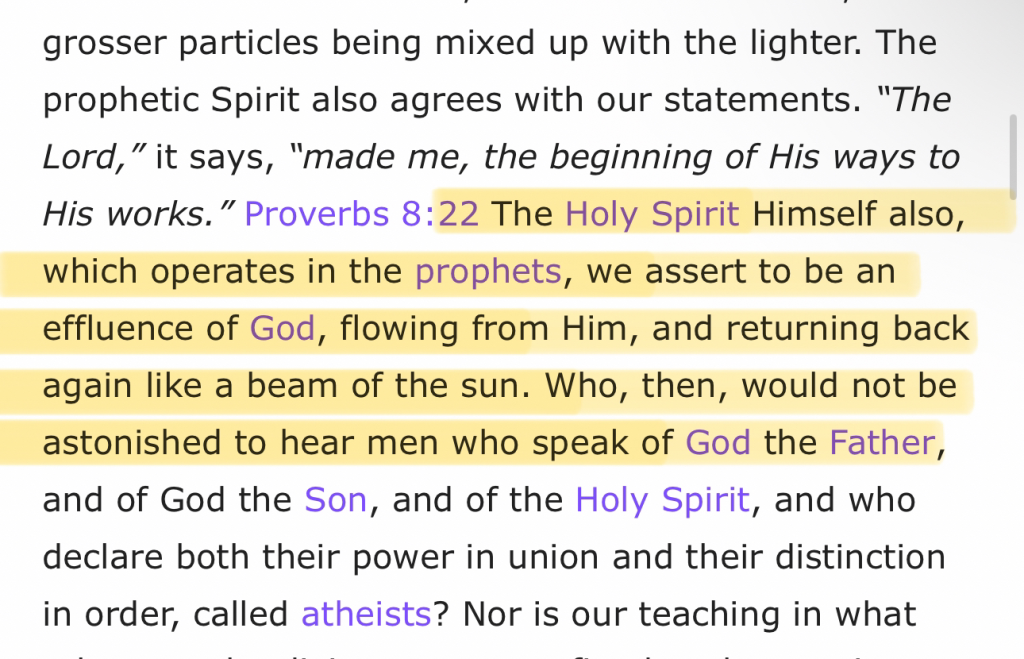 grosser particles being mixed up with the lighter. The
prophetic Spirit also agrees with our statements. “The
Lord,” it says, “made me, the beginning of His ways to
His works.” Proverbs 8:22 The Holy Spirit Himself also,
which operates in the prophets, we assert to be an
effluence of God, flowing from Him, and returning back
again like a beam of the sun. Who, then, would not be
astonished to hear men who speak of God the Father,
and of God the Son, and of the Holy Spirit, and who
declare both their power in union and their distinction
in order, called atheists? Nor is our teaching in what